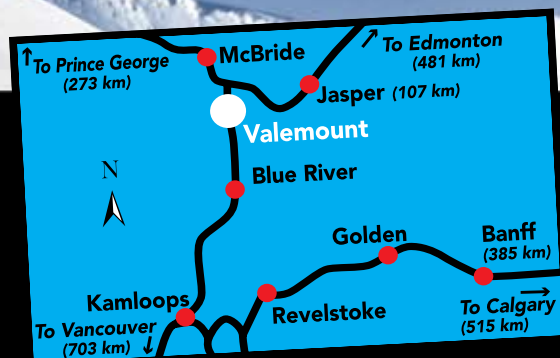 To Prince George
(273 km)
McBride
To Edmonton
(481 km)
Jasper (107 km)
Valemount
N
Blue River
Golden
Banff
(385 km)
Kamloops
Revelstoke
To Vancouver
(703 km)
To Calgary
(515 km)